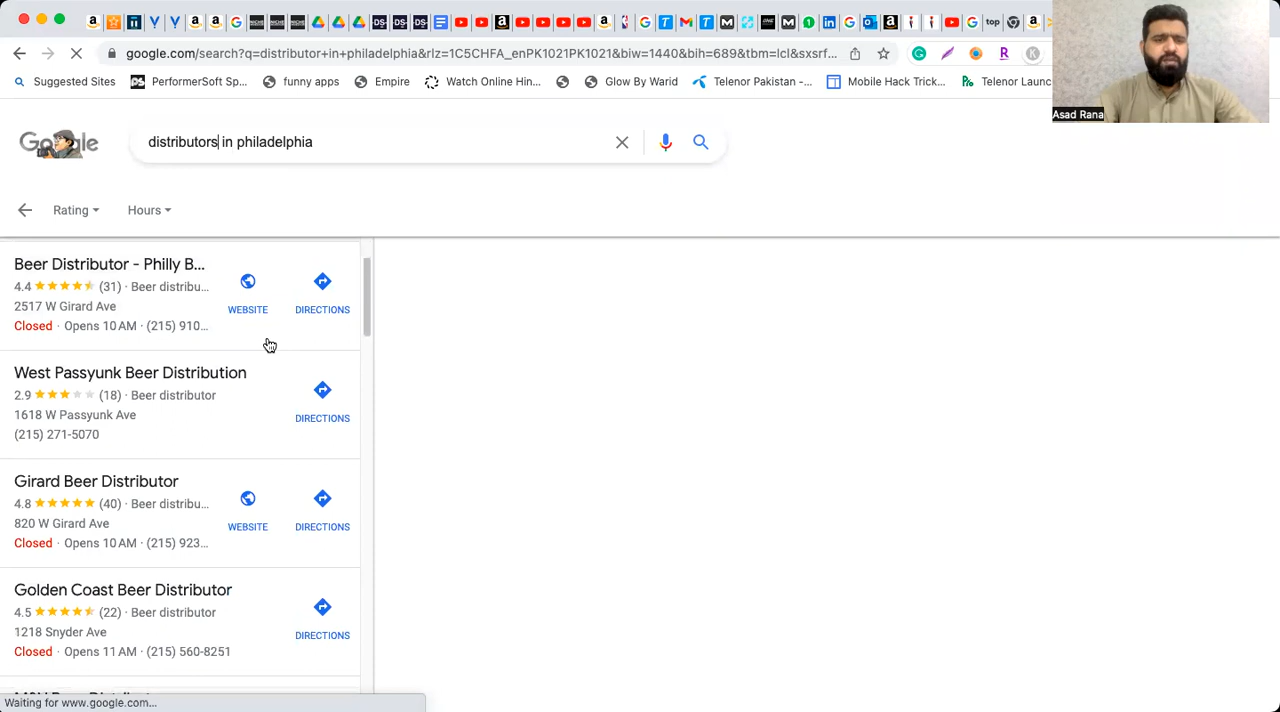 google.com/search?q=distributor+in+philadelphia&rlz=1C5CHFA_enPK1021PK1021&biw=1440&bih=689&tbm=lcl&sxsrf...
Suggested Sites
PerformerSoft Sp...
funny apps
Empire
Watch Online Hin...
Glow By Warid
Telenor Pakistan -...
Mobile Hack Trick...
Telenor Launc
Asad Rana
Google
distributors in philadelphia
Rating
Hours
Beer Distributor - Philly B...
4.4 (31) · Beer distribu...
2517 W Girard Ave
Closed · Opens 10 AM · (215) 910...
WEBSITE
DIRECTIONS
West Passyunk Beer Distribution
2.9 (18) · Beer distributor
1618 W Passyunk Ave
(215) 271-5070
DIRECTIONS
Girard Beer Distributor
4.8 (40) · Beer distribu...
820 W Girard Ave
Closed · Opens 10 AM · (215) 923...
WEBSITE
DIRECTIONS
Golden Coast Beer Distributor
4.5 (22) · Beer distributor
1218 Snyder Ave
Closed · Opens 11 AM · (215) 560-8251
DIRECTIONS
Waiting for www.google.com...